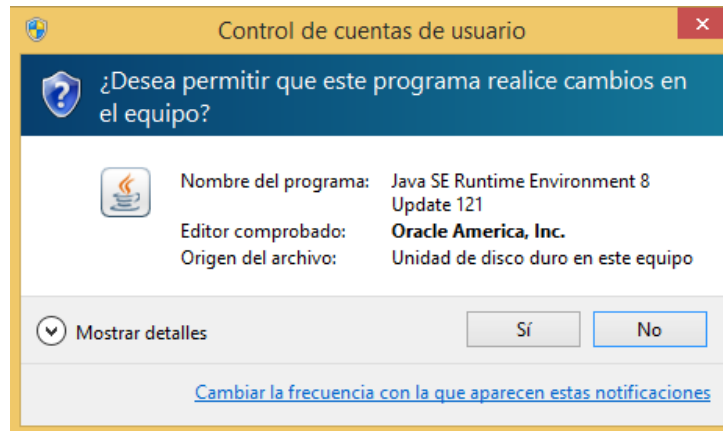 Control de cuentas de usuario
¿Desea permitir que este programa realice cambios en
el equipo?
Nombre del programa: Java SE Runtime Environment 8
Update 121
Editor comprobado: Oracle America, Inc.
Origen del archivo: Unidad de disco duro en este equipo
Mostrar detalles Sí No
Cambiar la frecuencia con la que aparecen estas notificaciones